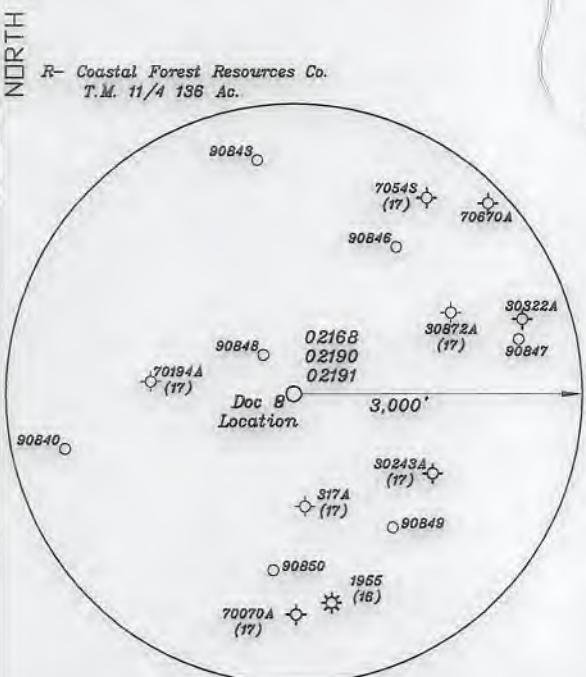 NORTH
R- Coastal Forest Resources Co.
T.M. 11/4 136 Ac.
90843
7054S
(17)
70670A
90846
30322A
30872A
(17)
90847
90848
02168
02190
02191
70194A
(17)
Doc 8
Location
3,000'
90840
30243A
(17)
317A
(17)
90849
90850
1955
(16)
70070A
(17)